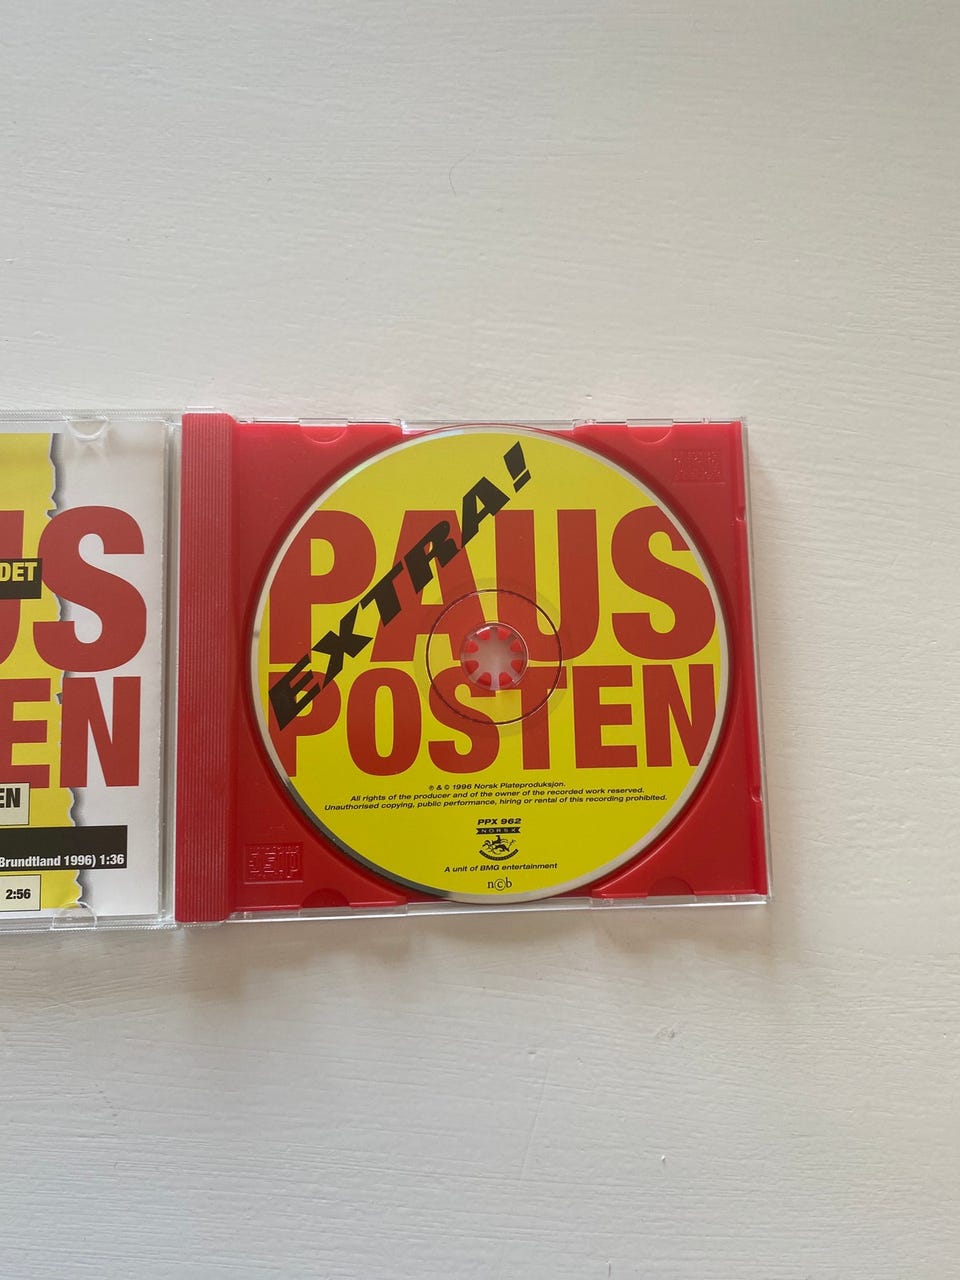 US
DET
EN
EN
Brundtland 1996) 1:36
2:56
EXTRA!
PAUS
POSTEN
℗ & © 1996 Norsk Plateproduksjon.
All rights of the producer and of the owner of the recorded work reserved.
Unauthorised copying, public performance, hiring or rental of this recording prohibited.
PPX 962
NORSK
A unit of BMG entertainment
n©b